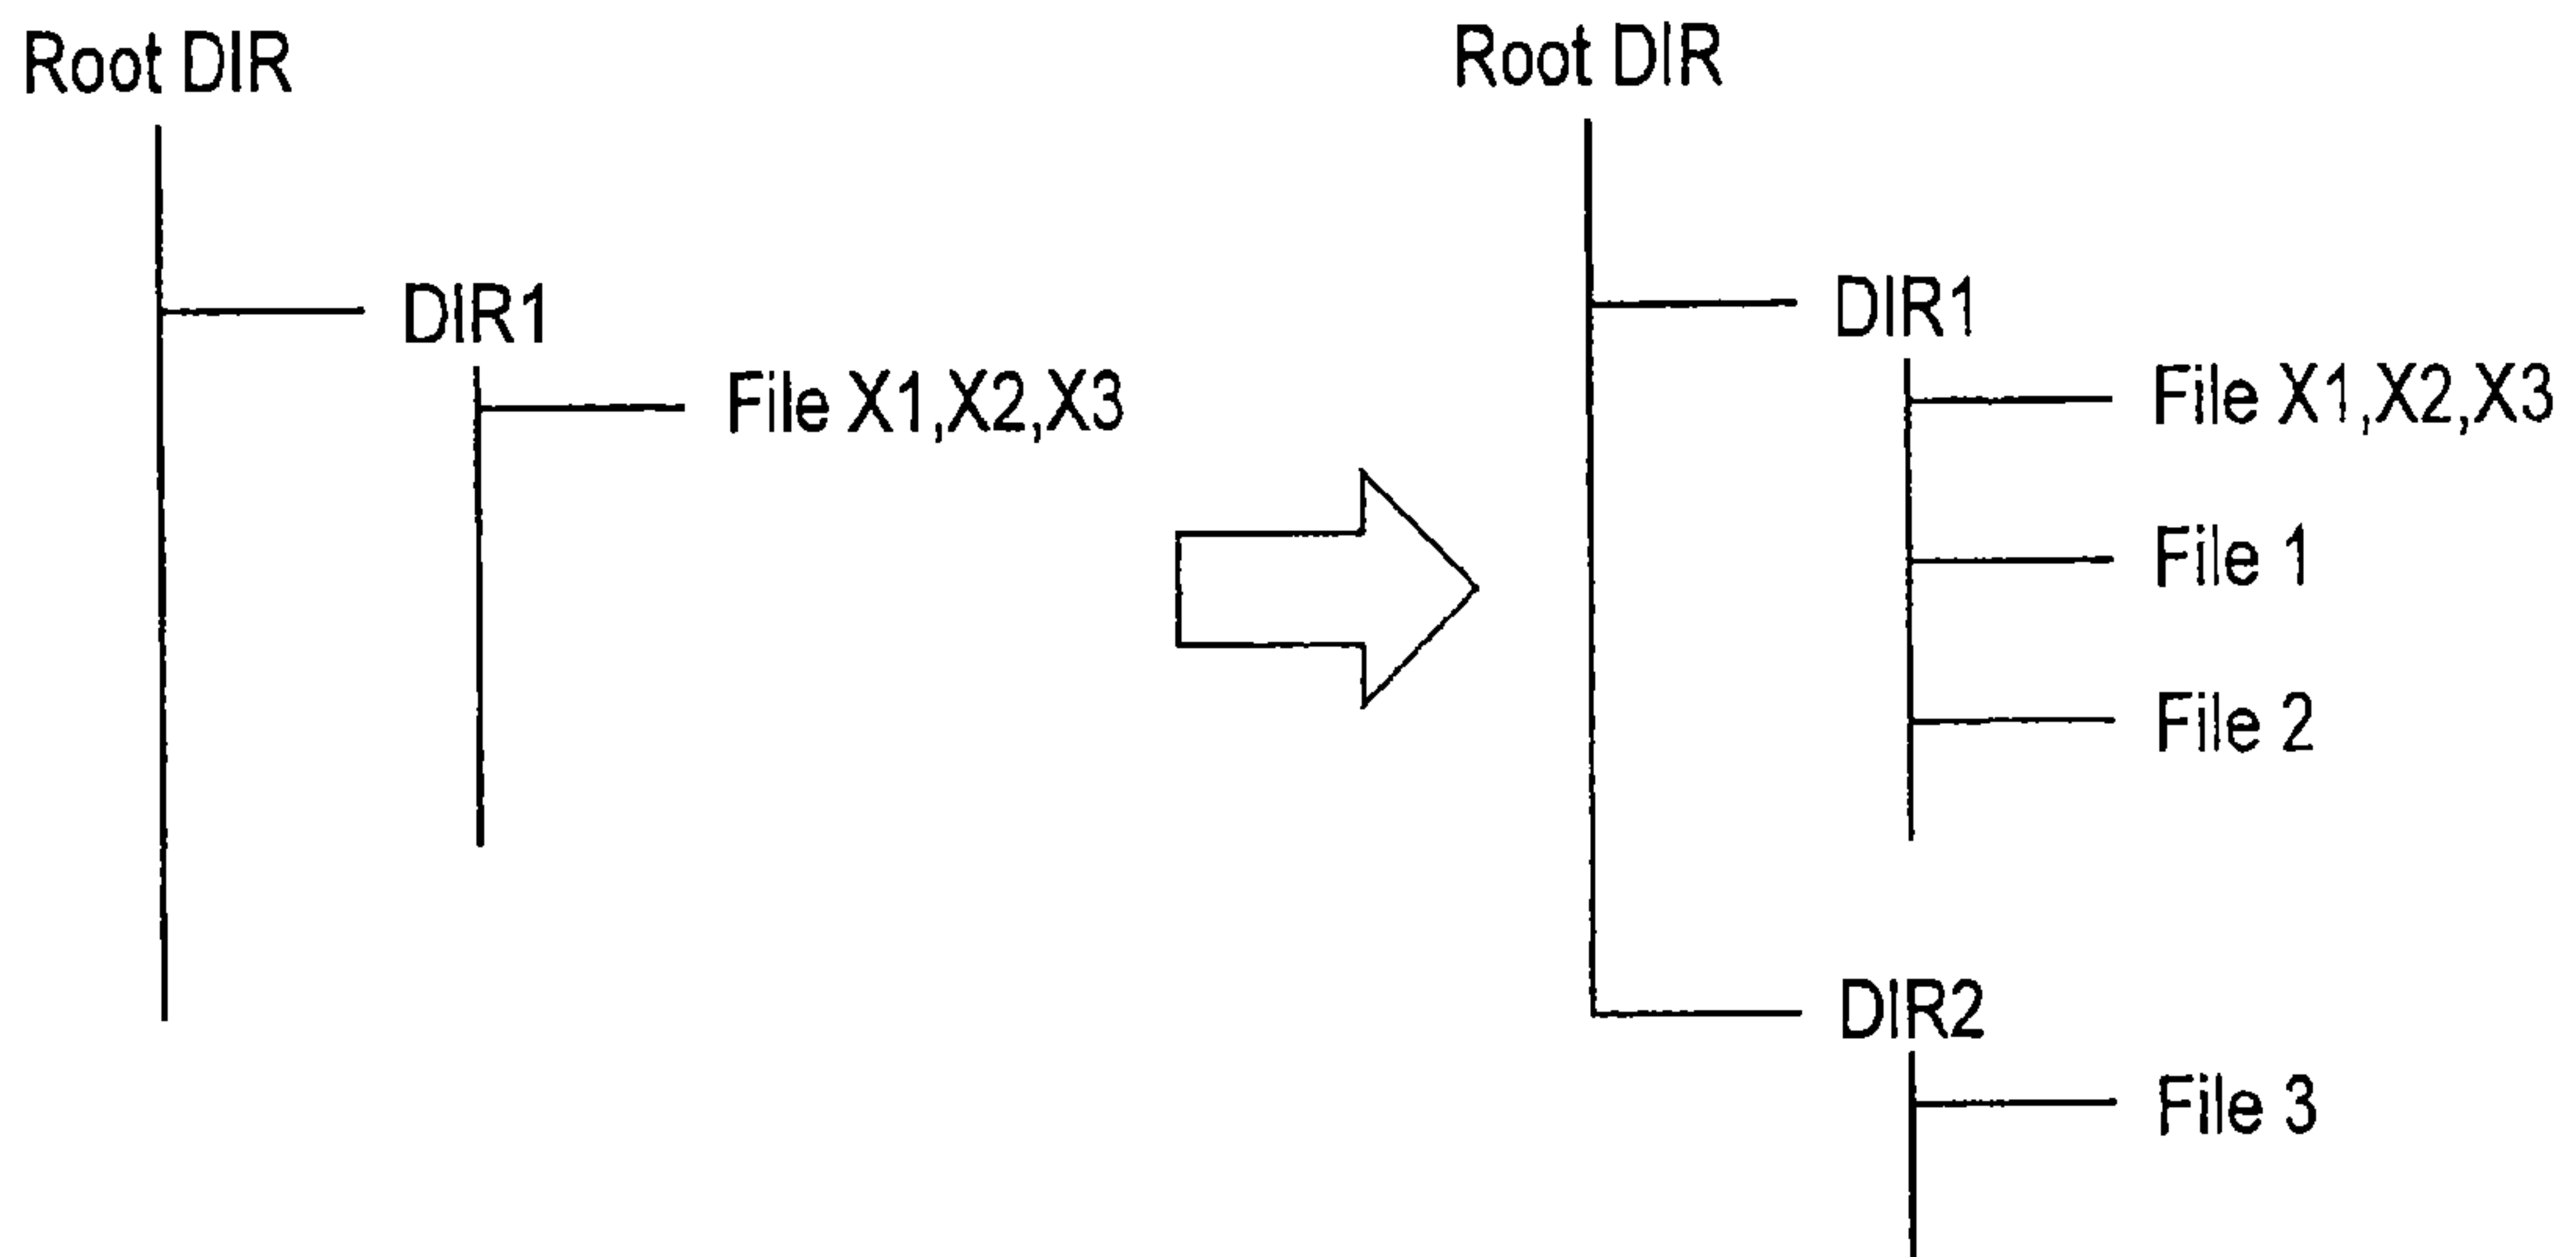 Root DIR
DIR1
File X1,X2,X3
Root DIR
DIR1
File X1,X2,X3
File 1
File 2
DIR2
File 3